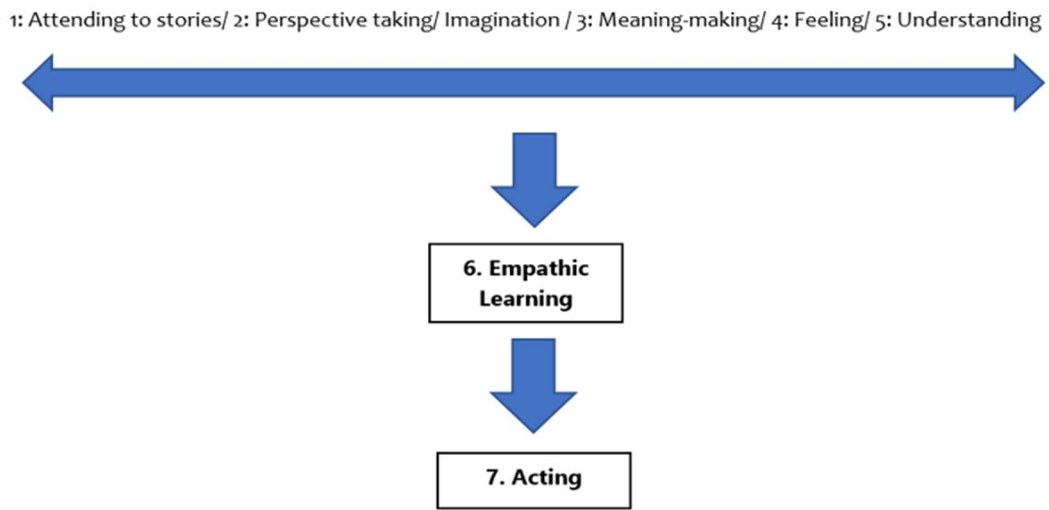 1: Attending to stories/ 2: Perspective taking/ Imagination / 3: Meaning-making/ 4: Feeling/ 5: Understanding
6. Empathic
Learning
7. Acting